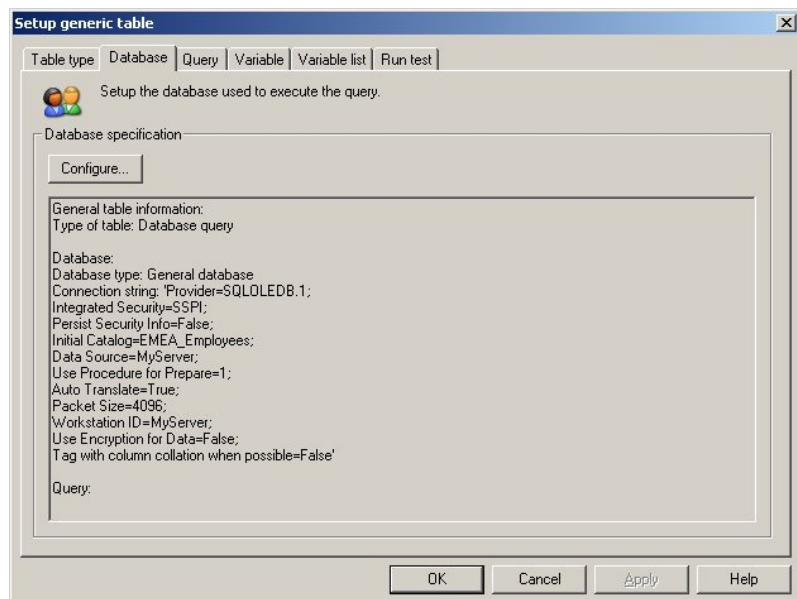 Setup generic table
Table type Database Query Variable Variable list Run test
Setup the database used to execute the query.
Database specification
Configure...
General table information:
Type of table: Database query
Database:
Database type: General database
Connection string: 'Provider=SQLOLEDB.1;
Integrated Security=SSPI;
Persist Security Info=False;
Initial Catalog=EMEA_Employees;
Data Source=MyServer;
Use Procedure for Prepare=1;
Auto Translate=True;
Packet Size=4096;
Workstation ID=MyServer;
Use Encryption for Data=False;
Tag with column collation when possible=False'
Query:
OK Cancel Apply Help